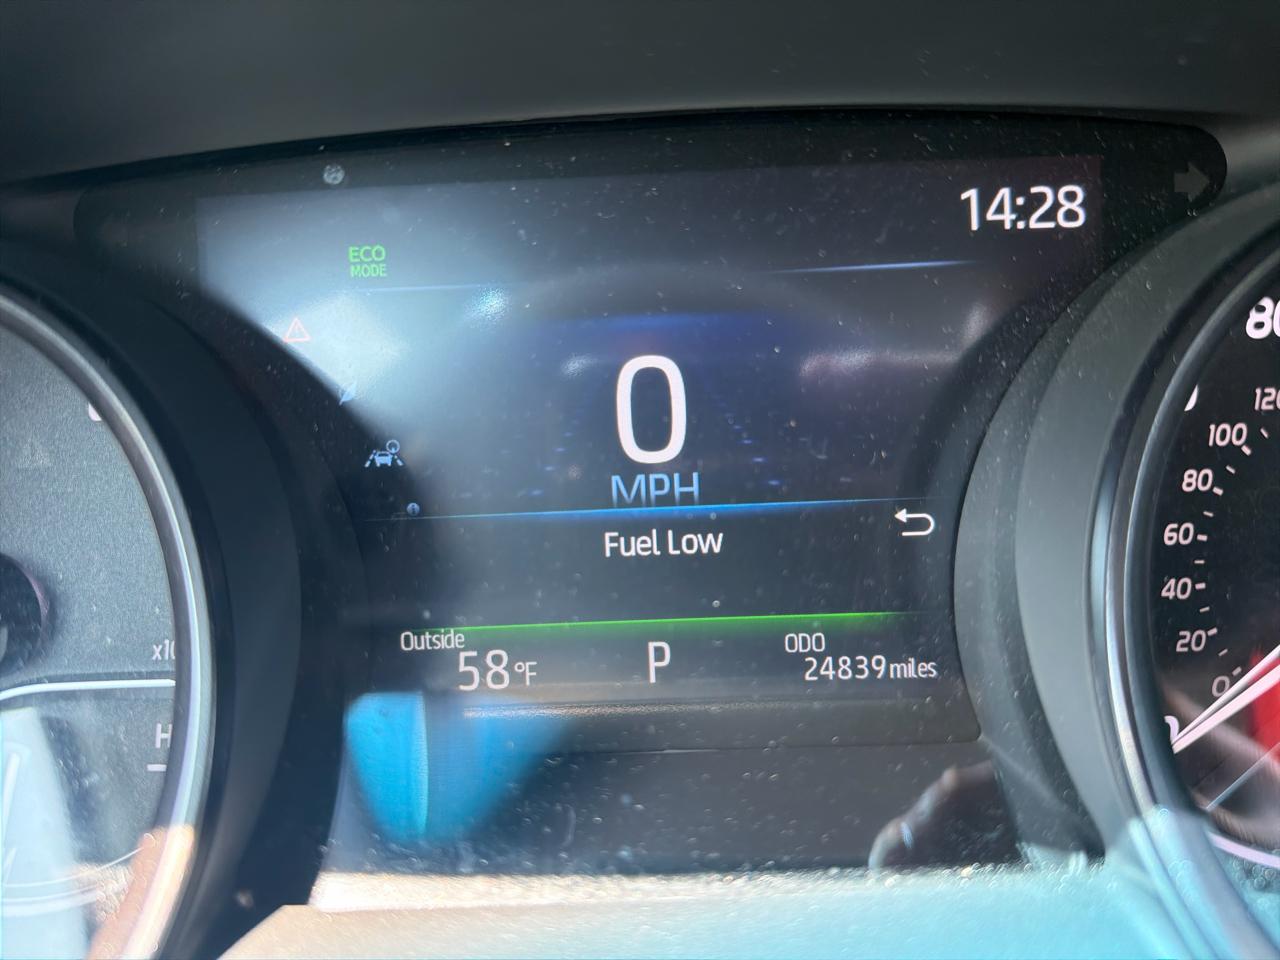 14:28
ECO
MODE
0
MPH
Fuel Low
Outside
58°F
P
ODO
24839 miles
H
120
100
80
60
40
20
0